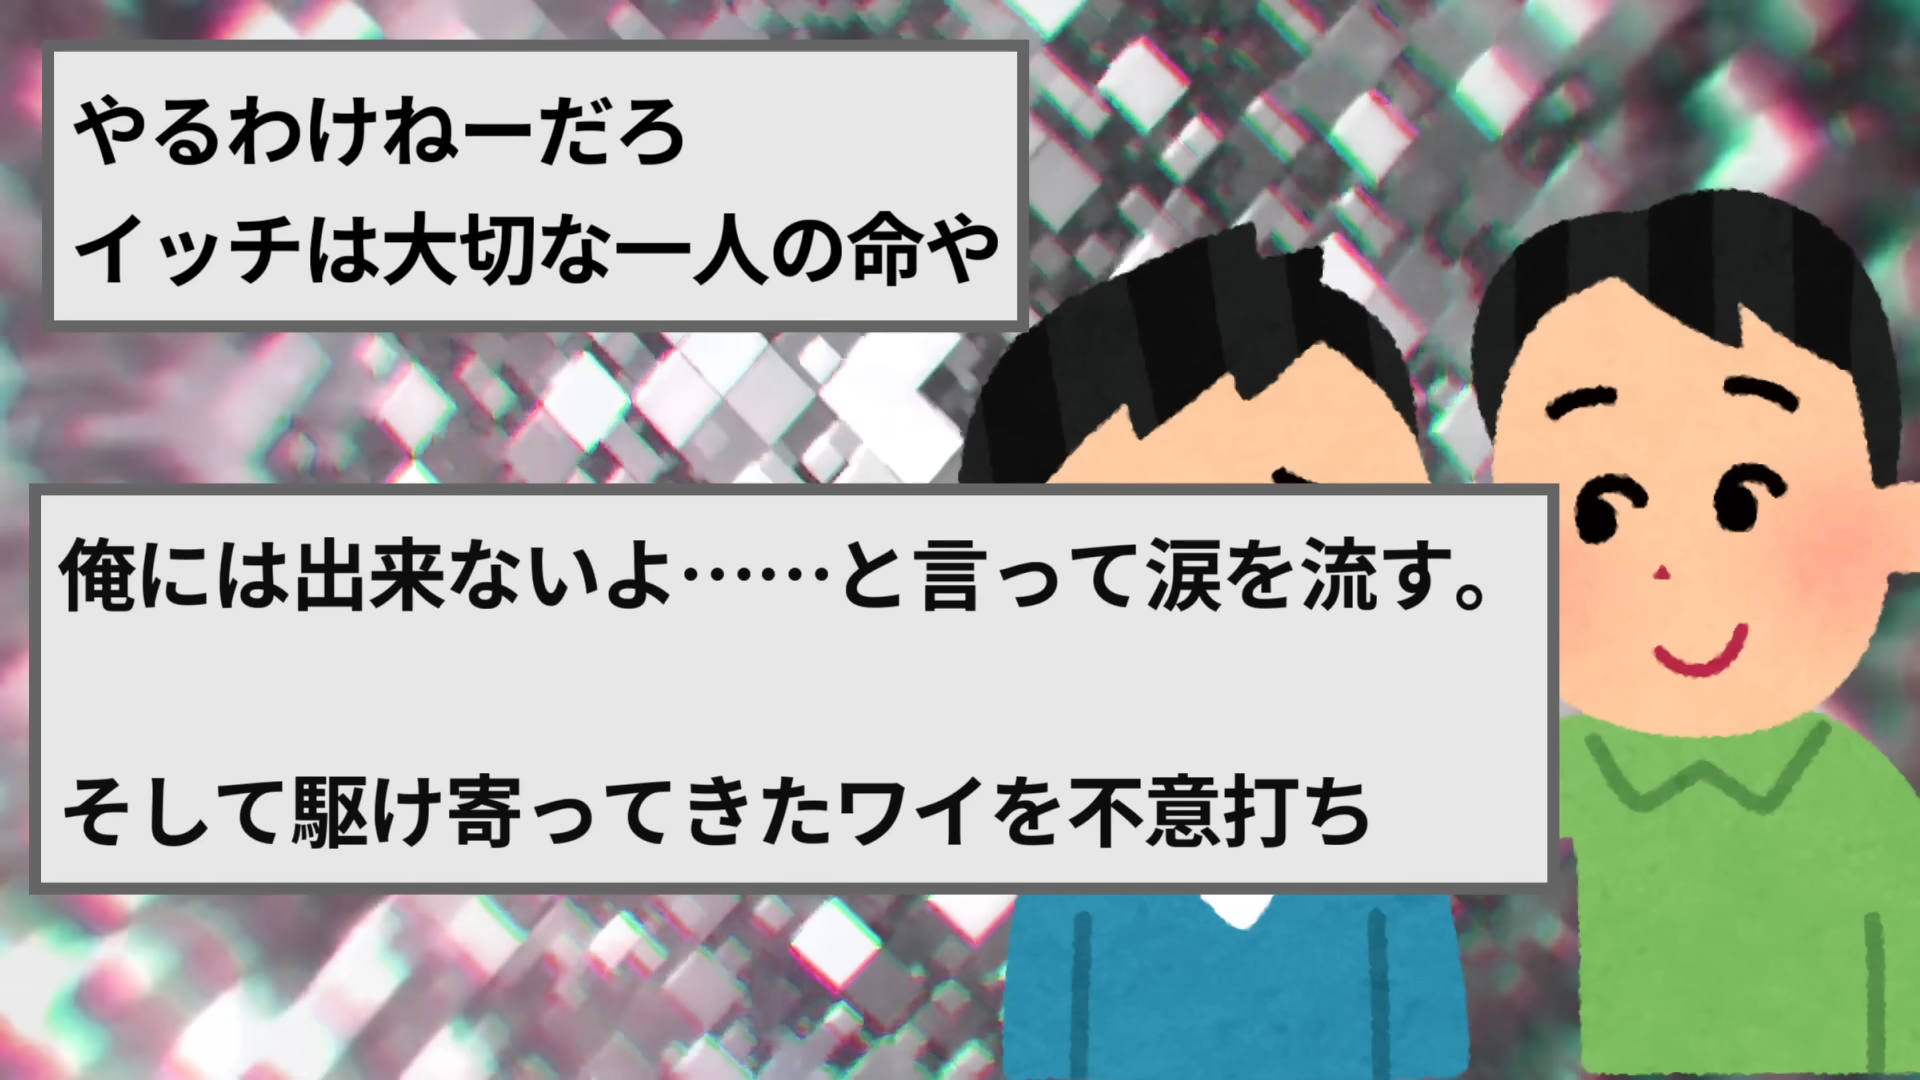 やるわけねーだろ
イッチは大切な一人の命や
俺には出来ないよ……と言って涙を流す。
そして駆け寄ってきたワイを不意打ち